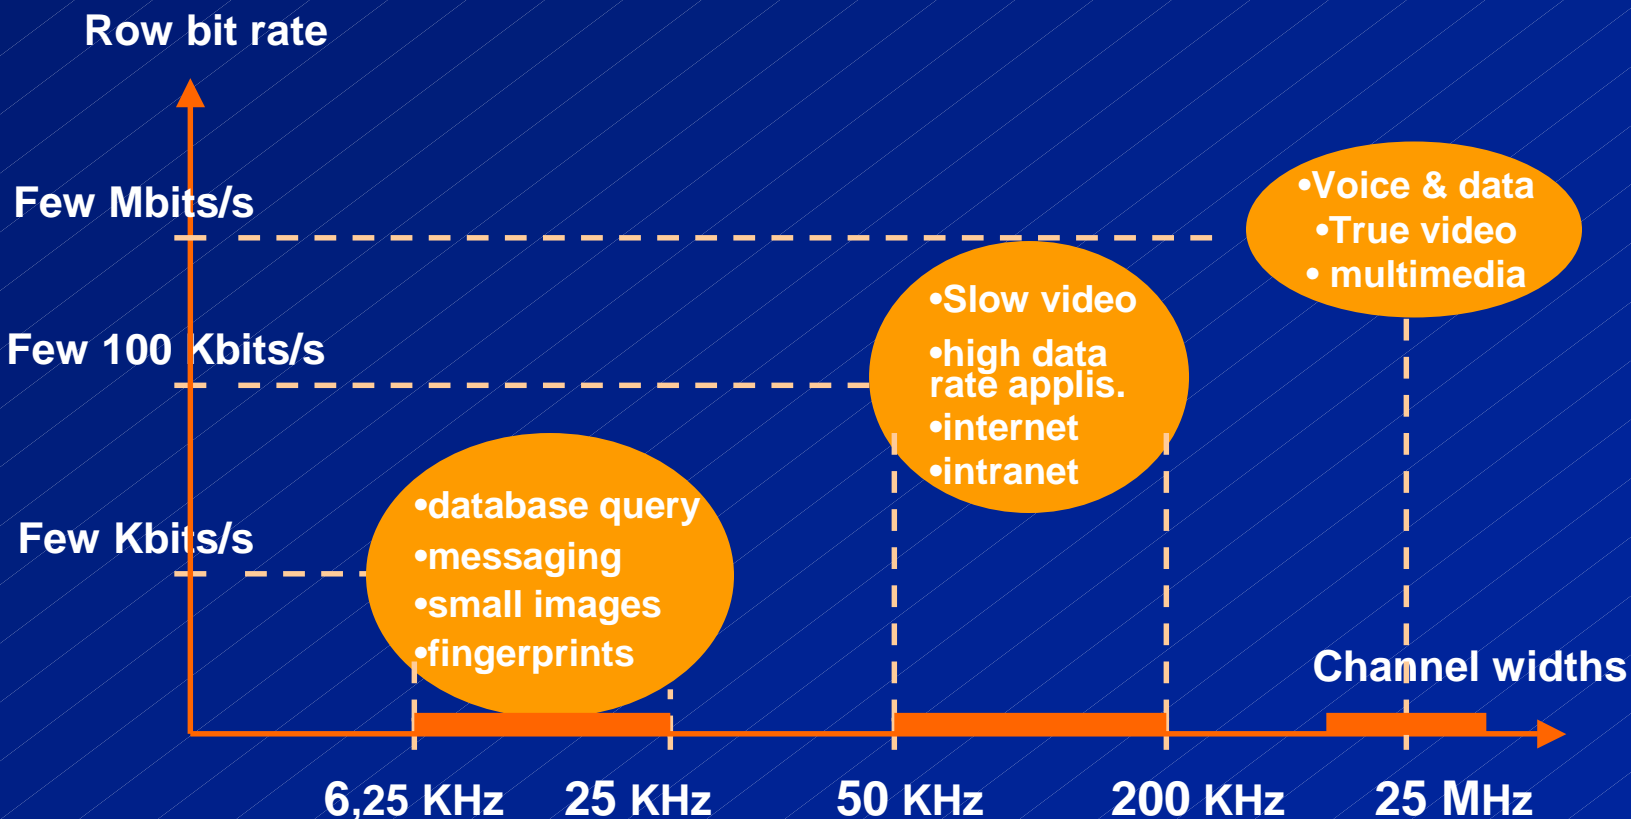 Row bit rate
Few Mbits/s
•Voice & data
•True video
• multimedia
Few 100 Kbits/s
•Slow video
•high data
rate applis.
•internet
•intranet
Few Kbits/s
•database query
•messaging
•small images
•fingerprints
Channel widths
6,25 KHz
25 KHz
50 KHz
200 KHz
25 MHz